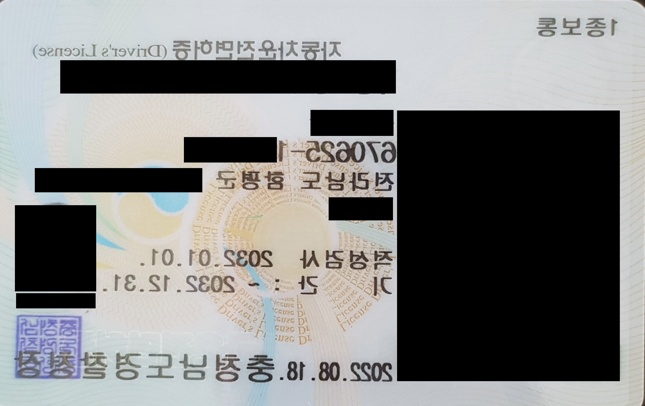 1종보통
자동차운전면허증 (Driver's License)
670625-1
전라남도 함평군
적성검사 2032.01.01.
기 간 : ~ 2032.12.31.
2022.08.18. 충청남도경찰청장